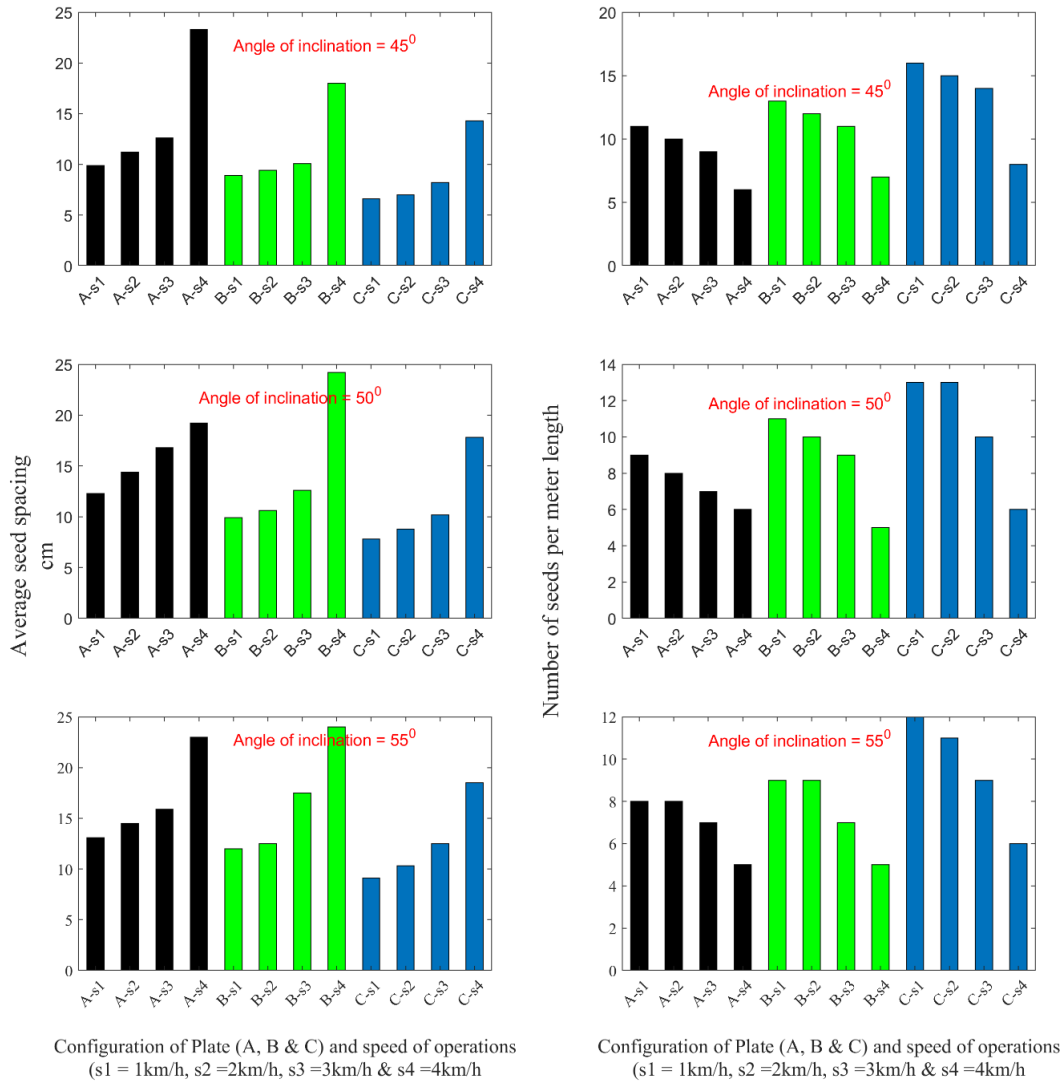 25
20
15
10
5
0
Angle of inclination = 45⁰
A-s1 A-s2 A-s3 A-s4 B-s1 B-s2 B-s3 B-s4 C-s1 C-s2 C-s3 C-s4
20
15
10
5
0
Angle of inclination = 45⁰
A-s1 A-s2 A-s3 A-s4 B-s1 B-s2 B-s3 B-s4 C-s1 C-s2 C-s3 C-s4
Average seed spacing
cm
25
20
15
10
5
0
Angle of inclination = 50⁰
A-s1 A-s2 A-s3 A-s4 B-s1 B-s2 B-s3 B-s4 C-s1 C-s2 C-s3 C-s4
Number of seeds per meter length
14
12
10
8
6
4
2
0
Angle of inclination = 50⁰
A-s1 A-s2 A-s3 A-s4 B-s1 B-s2 B-s3 B-s4 C-s1 C-s2 C-s3 C-s4
25
20
15
10
5
0
Angle of inclination = 55⁰
A-s1 A-s2 A-s3 A-s4 B-s1 B-s2 B-s3 B-s4 C-s1 C-s2 C-s3 C-s4
12
10
8
6
4
2
0
Angle of inclination = 55⁰
A-s1 A-s2 A-s3 A-s4 B-s1 B-s2 B-s3 B-s4 C-s1 C-s2 C-s3 C-s4
Configuration of Plate (A, B & C) and speed of operations
(s1 = 1km/h, s2 =2km/h, s3 =3km/h & s4 =4km/h
Configuration of Plate (A, B & C) and speed of operations
(s1 = 1km/h, s2 =2km/h, s3 =3km/h & s4 =4km/h